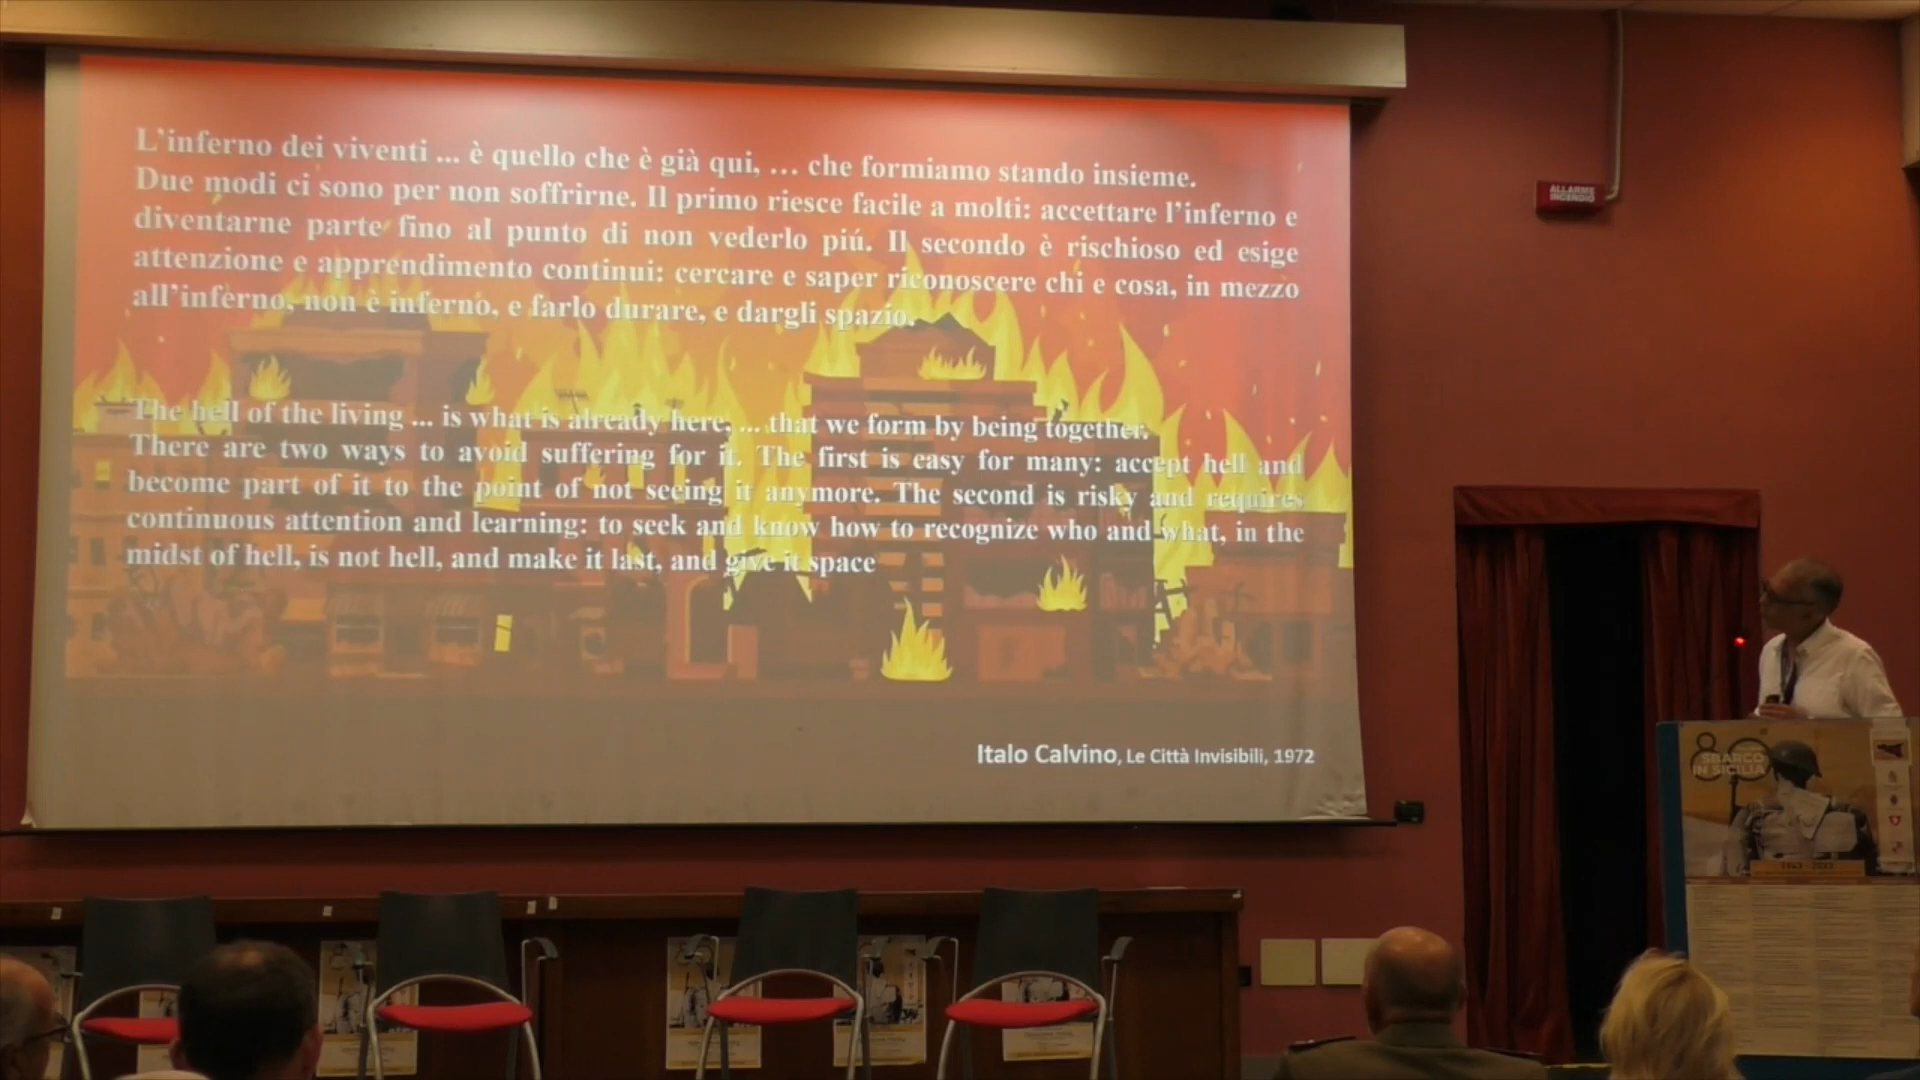 L’inferno dei viventi ... è quello che è già qui, … che formiamo stando insieme.
Due modi ci sono per non soffrirne. Il primo riesce facile a molti: accettare l’inferno e
diventarne parte fino al punto di non vederlo piú. Il secondo è rischioso ed esige
attenzione e apprendimento continui: cercare e saper riconoscere chi e cosa, in mezzo
all’inferno, non è inferno, e farlo durare, e dargli spazio.
The hell of the living ... is what is already here, ... that we form by being together.
There are two ways to avoid suffering for it. The first is easy for many: accept hell and
become part of it to the point of not seeing it anymore. The second is risky and requires
continuous attention and learning: to seek and know how to recognize who and what, in the
midst of hell, is not hell, and make it last, and give it space
Italo Calvino, Le Città Invisibili, 1972
ALLARME
INCENDIO
SBARCO
IN SICILIA
1943 - 2023